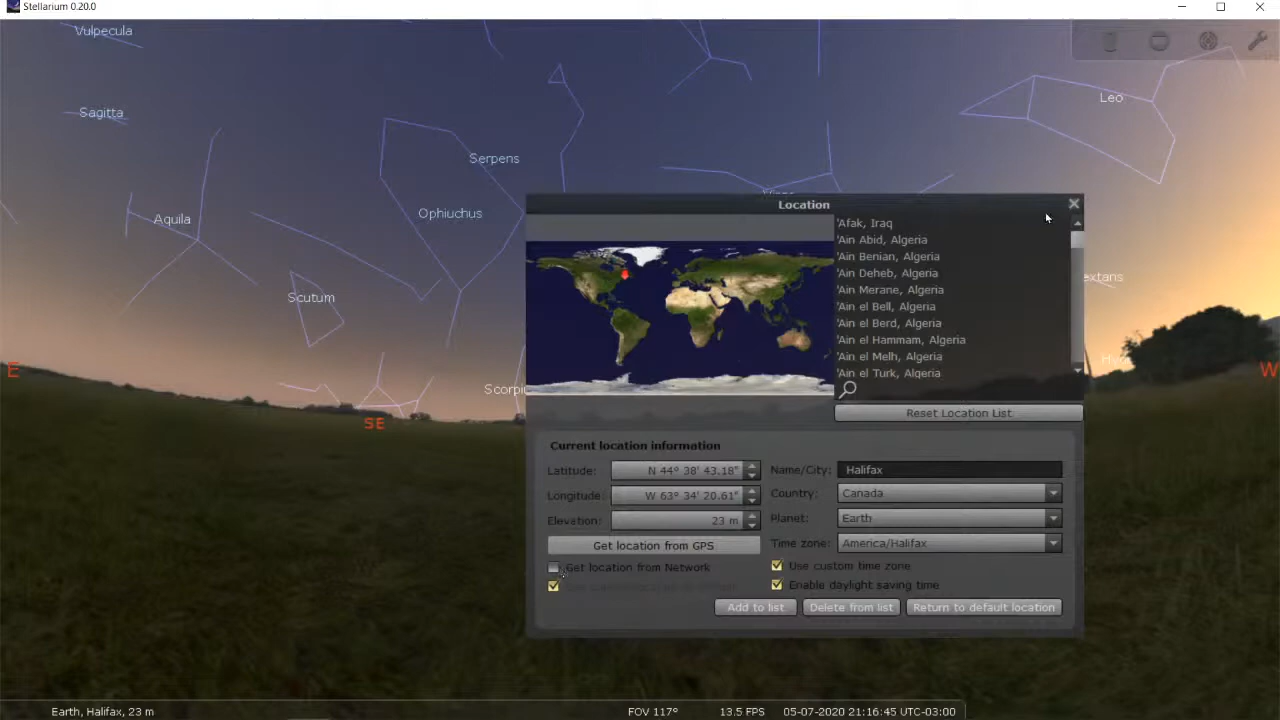 Stellarium 0.20.0
Vulpecula
Sagitta
Leo
Serpens
Ophiuchus
Aquila
Scutum
Location
'Afak, Iraq
'Ain Abid, Algeria
'Ain Benian, Algeria
'Ain Deheb, Algeria
'Ain Merane, Algeria
'Ain el Bell, Algeria
'Ain el Berd, Algeria
'Ain el Hammam, Algeria
'Ain el Melh, Algeria
'Ain el Turk, Algeria
extans
Scorpi
E
W
SE
Reset Location List
Current location information
Latitude: N 44° 38' 43.18"
Longitude: W 63° 34' 20.61"
Elevation: 23 m
Get location from GPS
Get location from Network
Name/City: Halifax
Country: Canada
Planet: Earth
Time zone: America/Halifax
Use custom time zone
Enable daylight saving time
Add to list Delete from list Return to default location
Earth, Halifax, 23 m FOV 117° 13.5 FPS 05-07-2020 21:16:45 UTC-03:00